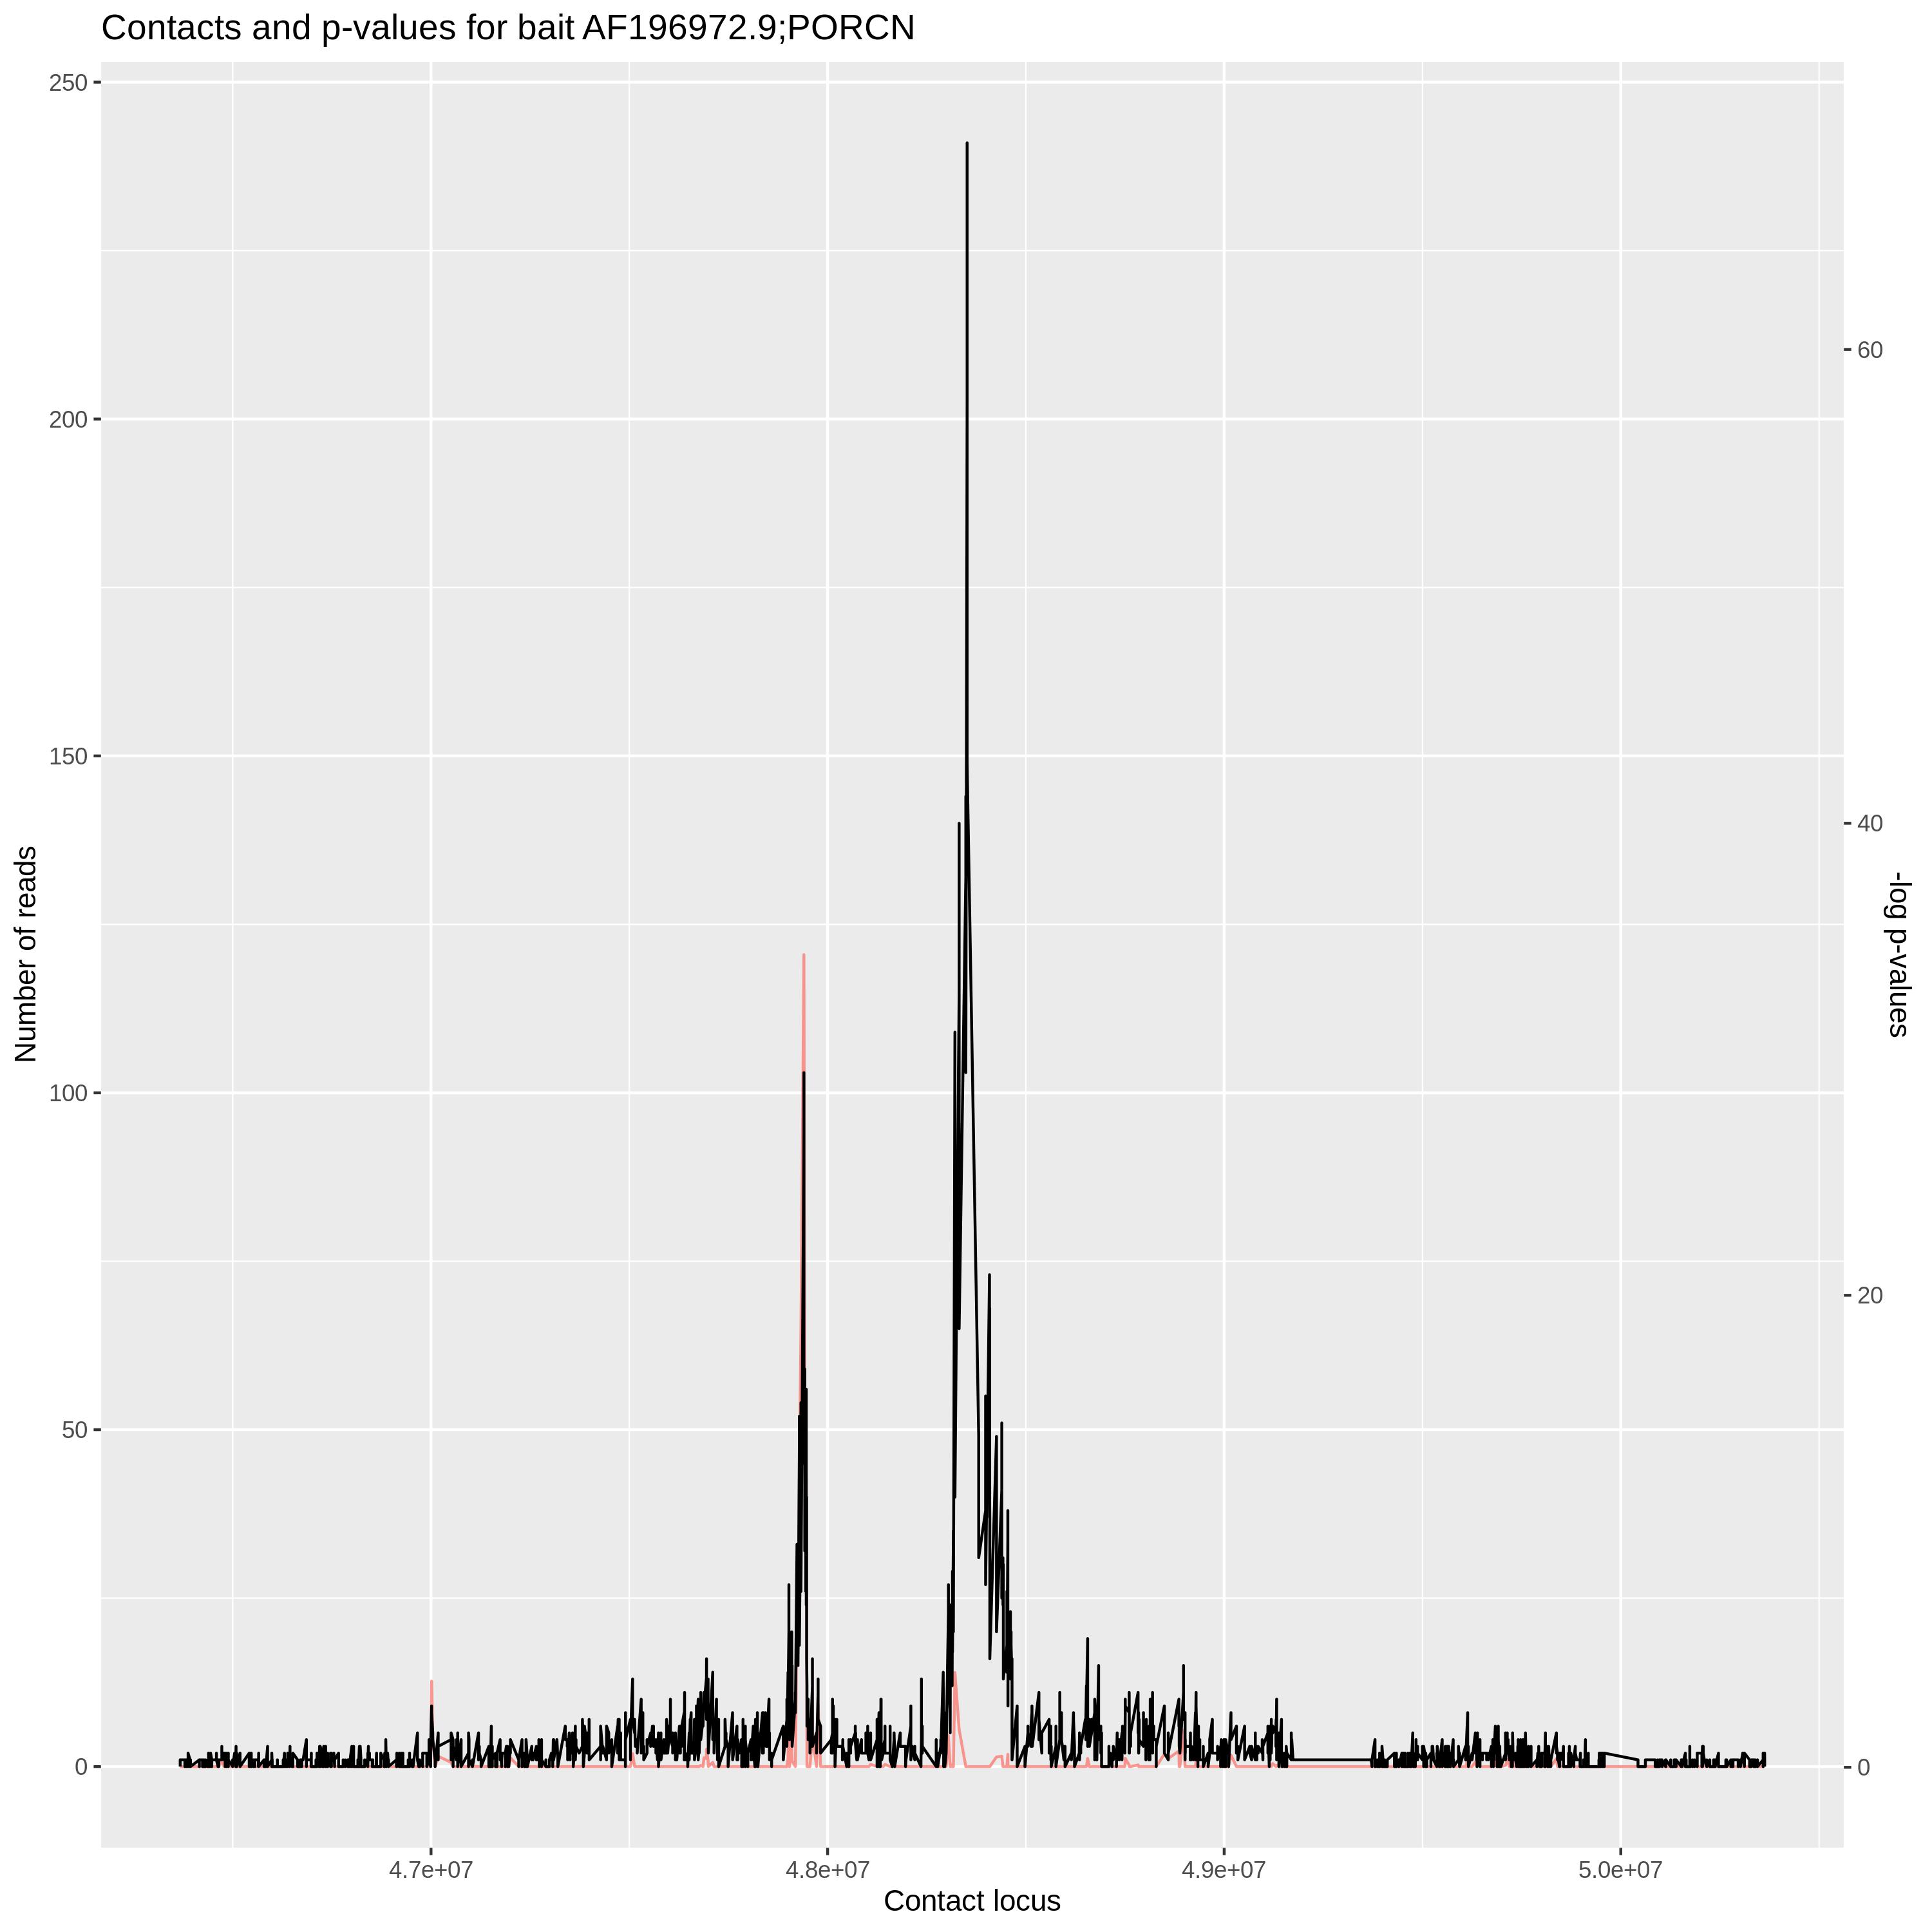 Contacts and p-values for bait AF196972.9;PORCN
250
200
150
100
50
0
Number of reads
60
40
20
0
-log p-values
4.7e+07
4.8e+07
4.9e+07
5.0e+07
Contact locus